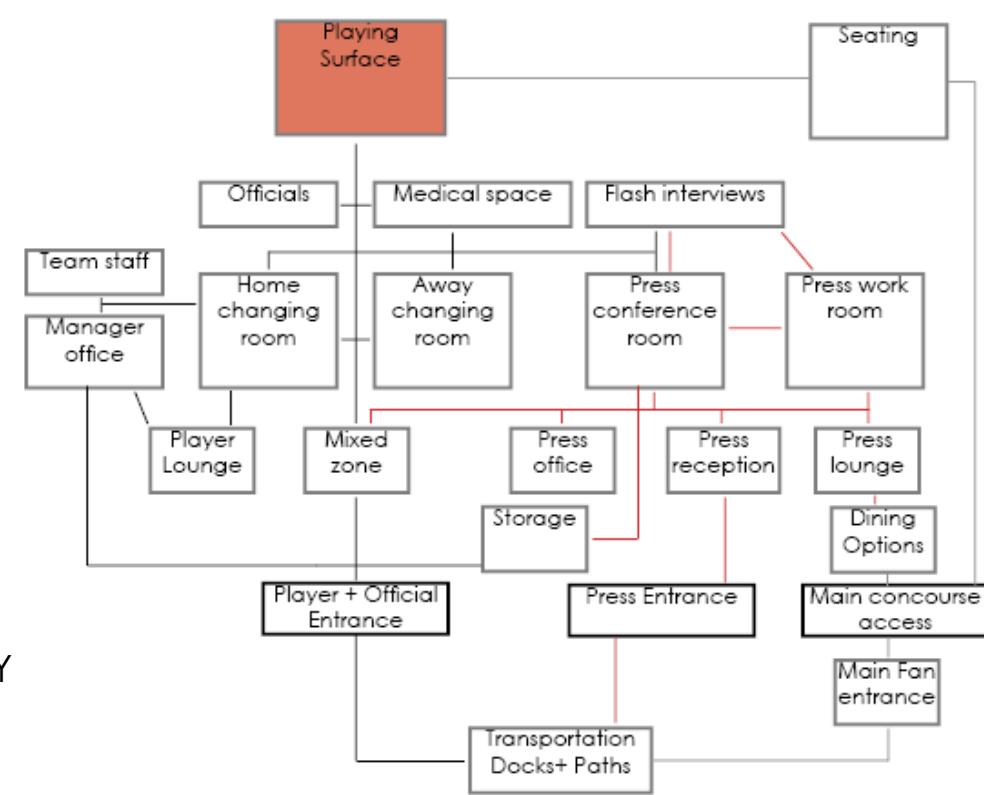 Playing
Surface
Seating
Officials
Medical space
Flash interviews
Team staff
Home
changing
room
Away
changing
room
Press
conference
room
Press work
room
Manager
office
Player
Lounge
Mixed
zone
Press
office
Press
reception
Press
lounge
Storage
Dining
Options
Player + Official
Entrance
Press Entrance
Main concourse
access
Y
Main Fan
entrance
Transportation
Docks+ Paths